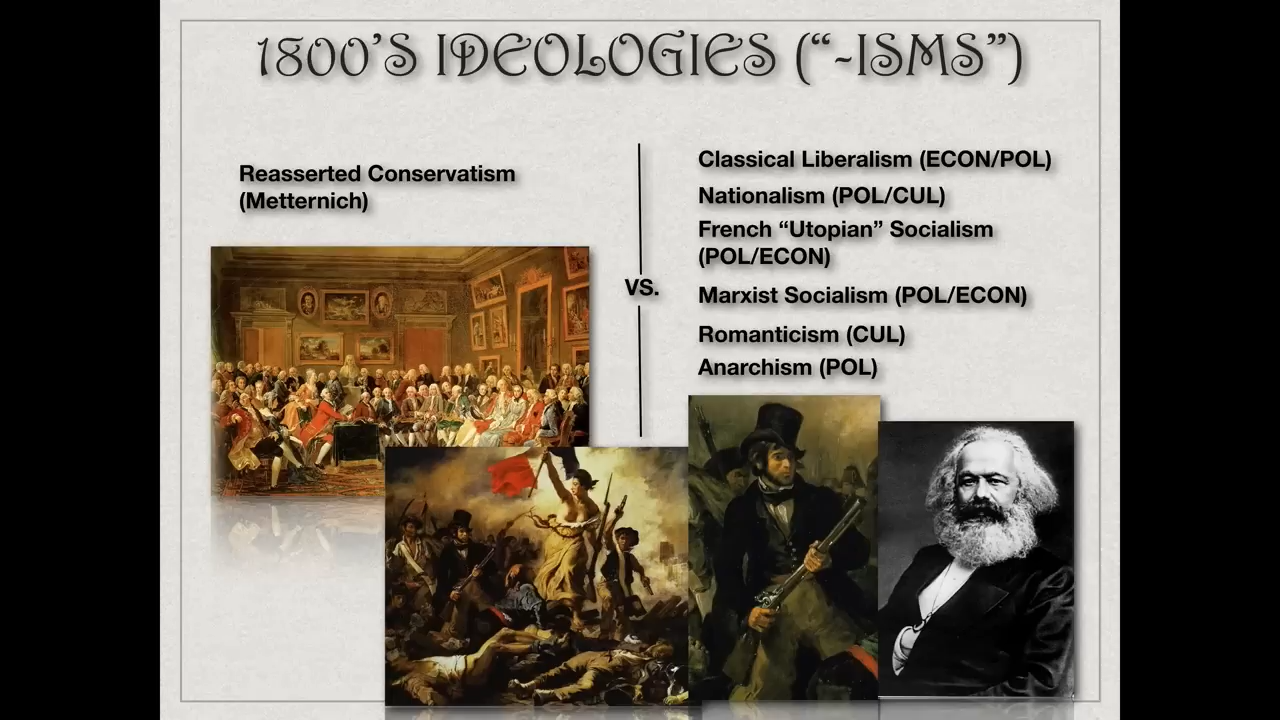 1800'S IDEOLOGIES (“-ISMS”)
Reasserted Conservatism
(Metternich)
VS.
Classical Liberalism (ECON/POL)
Nationalism (POL/CUL)
French “Utopian” Socialism
(POL/ECON)
Marxist Socialism (POL/ECON)
Romanticism (CUL)
Anarchism (POL)